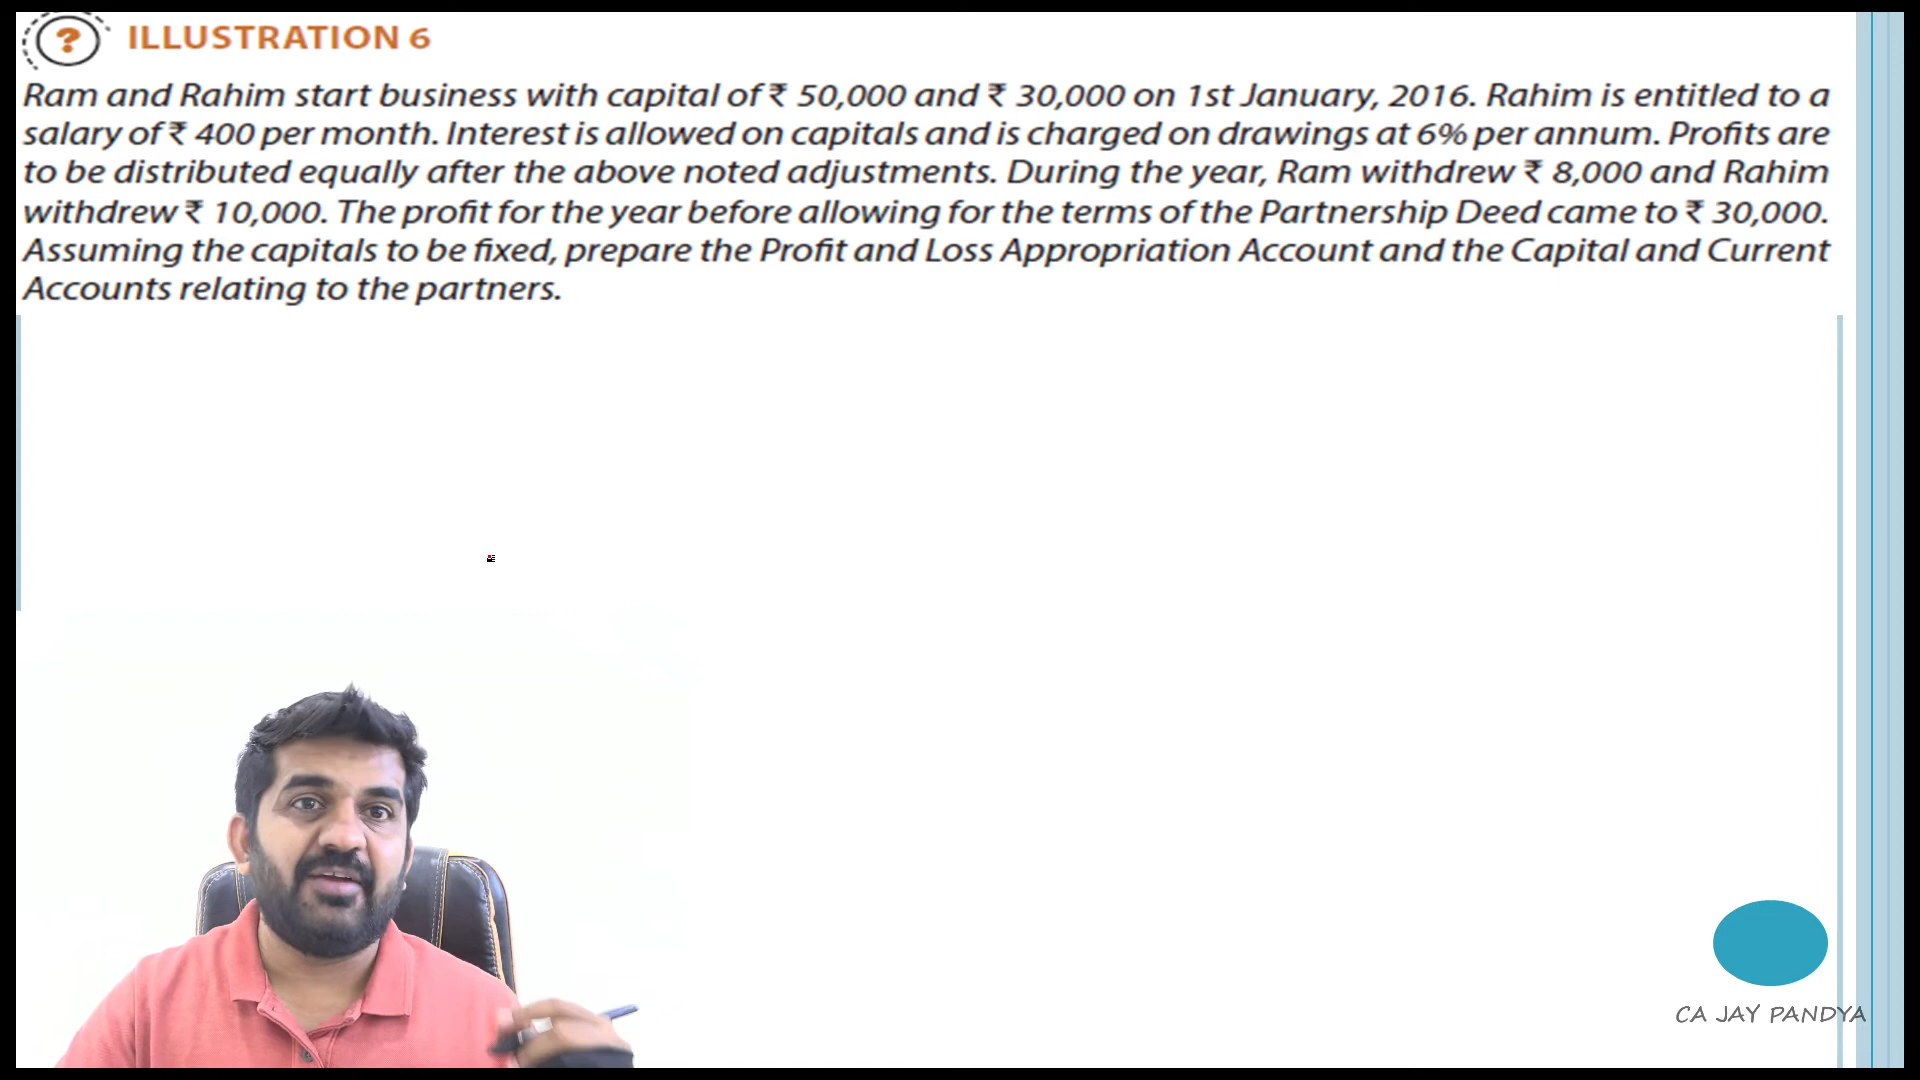 ?
ILLUSTRATION 6
Ram and Rahim start business with capital of ₹ 50,000 and ₹ 30,000 on 1st January, 2016. Rahim is entitled to a
salary of ₹ 400 per month. Interest is allowed on capitals and is charged on drawings at 6% per annum. Profits are
to be distributed equally after the above noted adjustments. During the year, Ram withdrew ₹ 8,000 and Rahim
withdrew ₹ 10,000. The profit for the year before allowing for the terms of the Partnership Deed came to ₹ 30,000.
Assuming the capitals to be fixed, prepare the Profit and Loss Appropriation Account and the Capital and Current
Accounts relating to the partners.
CA JAY PANDYA